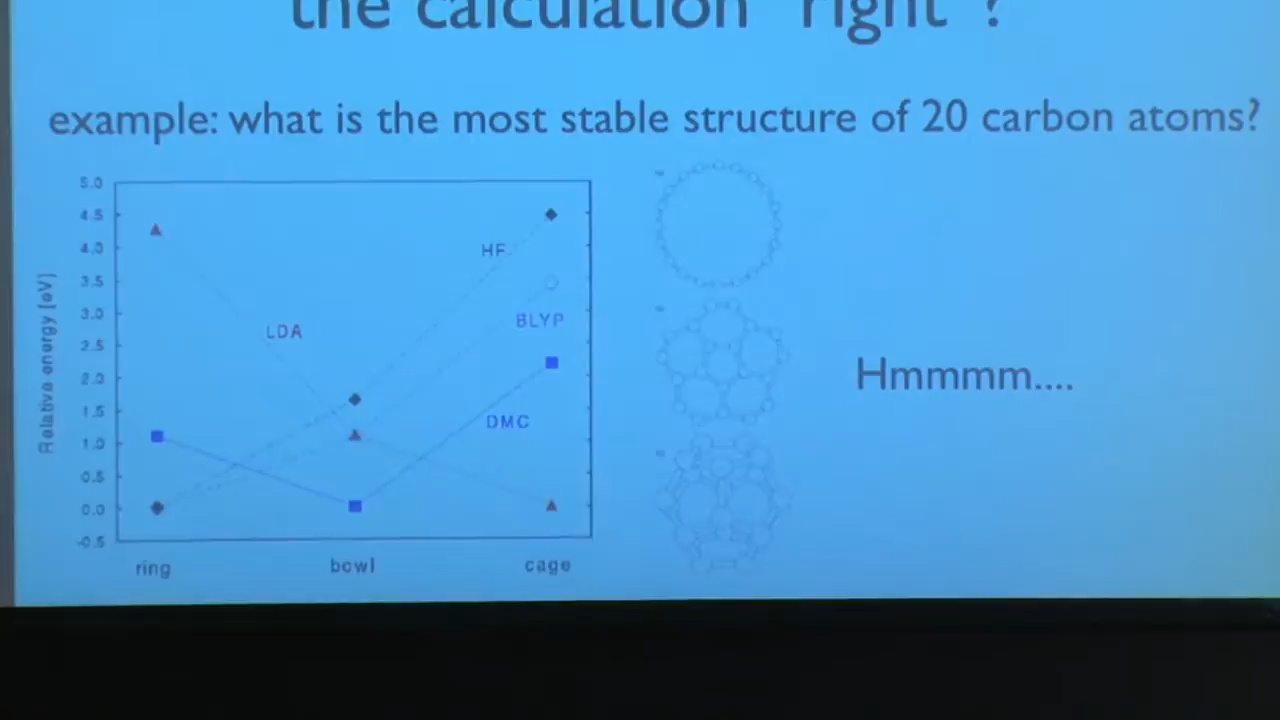 the calculation "right"?
example: what is the most stable structure of 20 carbon atoms?
5.0
4.5
4.0
3.5
3.0
2.5
2.0
1.5
1.0
0.5
0.0
-0.5
Relative energy [eV]
HF
LDA
BLYP
DMC
ring bowl cage
Hmmmm....